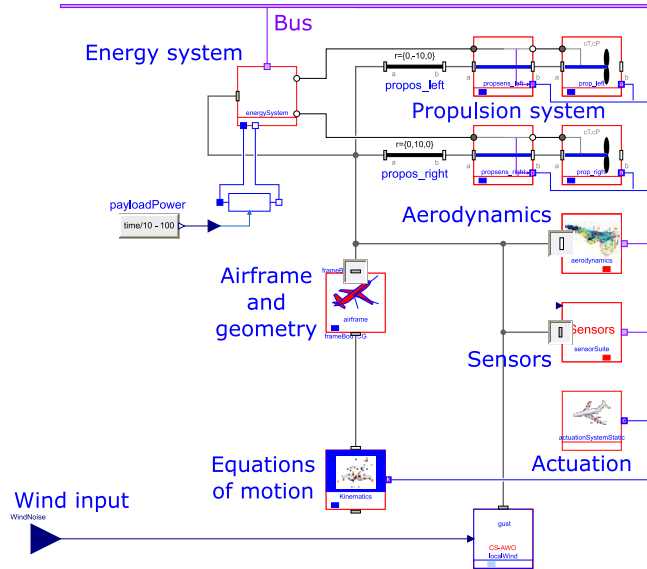 Bus
Energy system
energySystem
r={0,-10,0}
a
b
propos_left
a
propsens_left
b
cT,cP
a
prop_left
b
Propulsion system
r={0,10,0}
a
b
propos_right
a
propsens_right
b
cT,cP
a
prop_right
b
payloadPower
time/10 - 100
Aerodynamics
aerodynamics
Airframe
and
geometry
airframe
Sensors
Sensors
sensorSuite
actuationSystemStatic
Actuation
Equations
of motion
Kinematics
Wind input
WindNoise
gust
CS-AWO
localWind